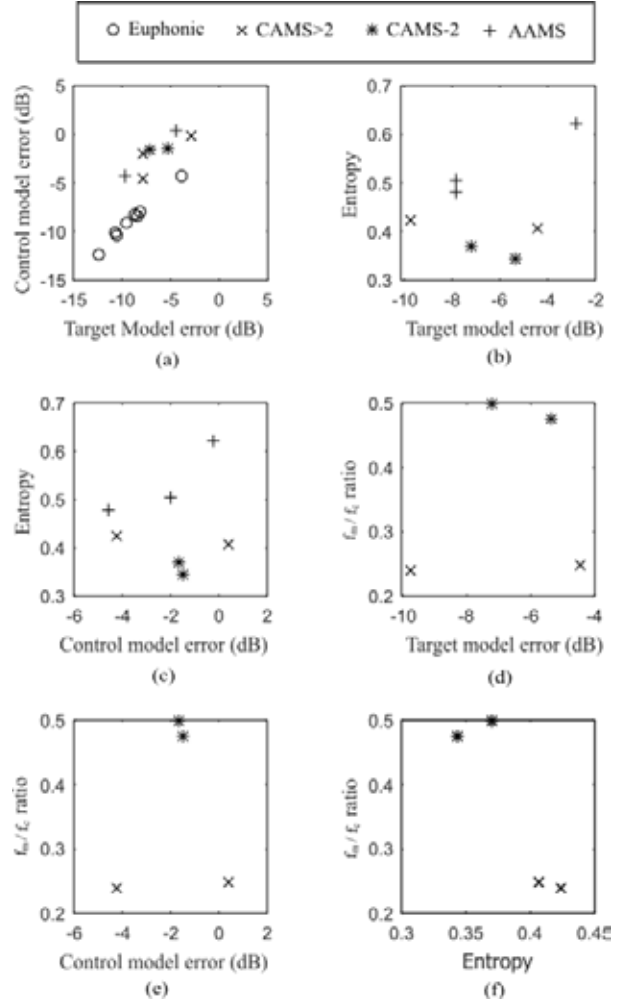 Euphonic CAMS>2 CAMS-2 AAMS
Control model error (dB)
5
0
-5
-10
-15
-15 -10 -5 0 5
Target Model error (dB)
(a)
Entropy
0.7
0.6
0.5
0.4
0.3
-10 -8 -6 -4 -2
Target model error (dB)
(b)
Entropy
0.7
0.6
0.5
0.4
0.3
-6 -4 -2 0 2
Control model error (dB)
(c)
fm/fc ratio
0.5
0.4
0.3
0.2
-10 -8 -6 -4
Target model error (dB)
(d)
fm/fc ratio
0.5
0.4
0.3
0.2
-6 -4 -2 0 2
Control model error (dB)
(e)
fm/fc ratio
0.5
0.4
0.3
0.2
0.3 0.35 0.4 0.45
Entropy
(f)